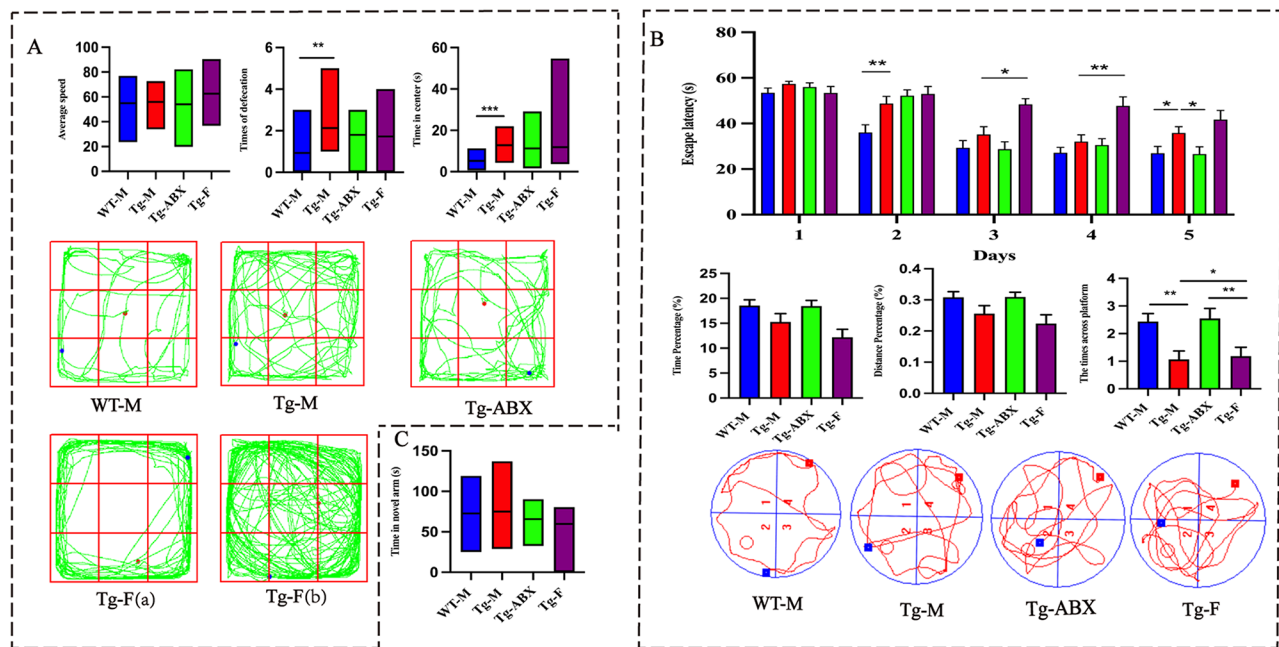 A
Average speed
100
80
60
40
20
0
WT-M
Tg-M
Tg-ABX
Tg-F
Times of defecation
6
4
2
0
**
WT-M
Tg-M
Tg-ABX
Tg-F
Time in center (s)
60
40
20
0
***
WT-M
Tg-M
Tg-ABX
Tg-F
WT-M
Tg-M
Tg-ABX
Tg-F(a)
Tg-F(b)
C
Time in novel arm (s)
150
100
50
0
WT-M
Tg-M
Tg-ABX
Tg-F
B
Escape latency (s)
80
60
40
20
0
**
*
**
*
*
1
2
3
4
5
Days
Time Percentage (%)
25
20
15
10
5
0
WT-M
Tg-M
Tg-ABX
Tg-F
Distance Percentage (%)
0.4
0.3
0.2
0.1
0.0
WT-M
Tg-M
Tg-ABX
Tg-F
The times across platform
4
3
2
1
0
**
*
**
WT-M
Tg-M
Tg-ABX
Tg-F
1
4
2
3
WT-M
1
4
2
3
Tg-M
1
4
2
3
Tg-ABX
1
4
2
3
Tg-F